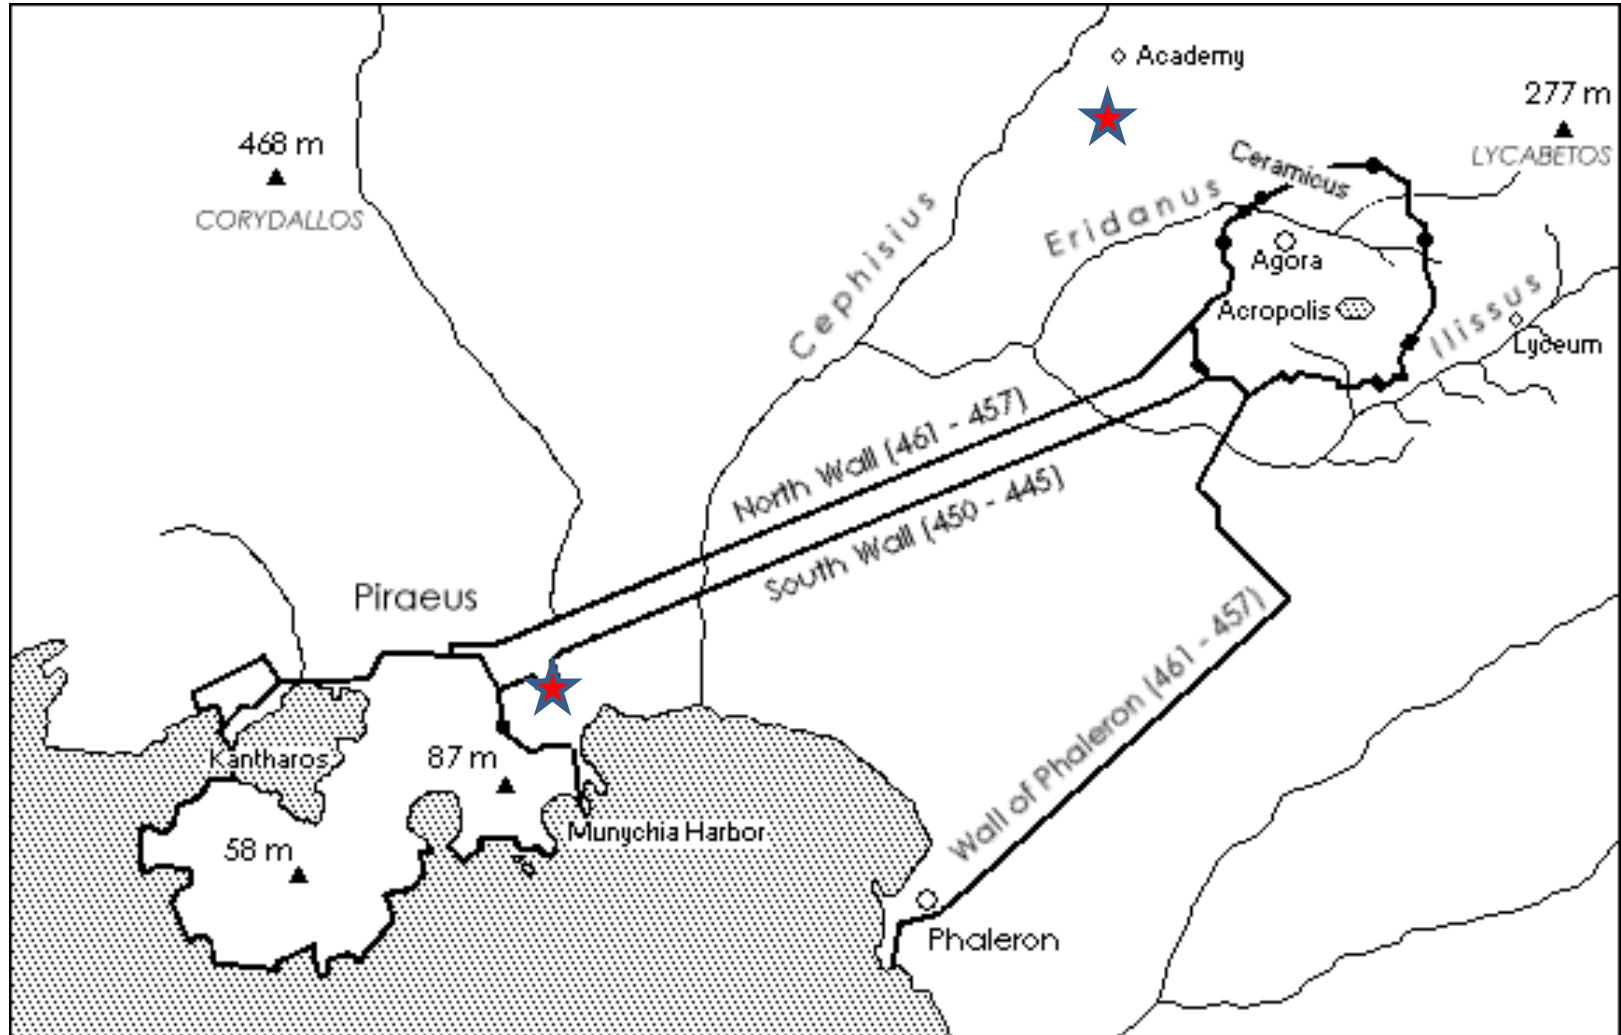 Academy
277 m
LYCABETOS
468 m
CORYDALLOS
Ceramicus
Cephisius
Eridanus
Agora
Acropolis
Ilissus
Lyceum
North Wall (461 - 457)
South Wall (450 - 445)
Piraeus
Wall of Phaleron (461 - 457)
Kantharos
87 m
Munychia Harbor
58 m
Phaleron